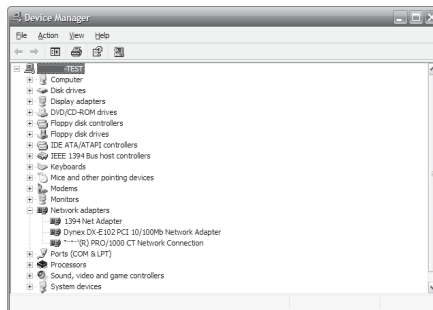 Device Manager
File Action View Help
-TEST
Computer
Disk drives
Display adapters
DVD/CD-ROM drives
Floppy disk controllers
Floppy disk drives
IDE ATA/ATAPI controllers
IEEE 1394 Bus host controllers
Keyboards
Mice and other pointing devices
Modems
Monitors
Network adapters
1394 Net Adapter
Dynex DX-E102 PCI 10/100Mb Network Adapter
(R) PRO/1000 CT Network Connection
Ports (COM & LPT)
Processors
Sound, video and game controllers
System devices